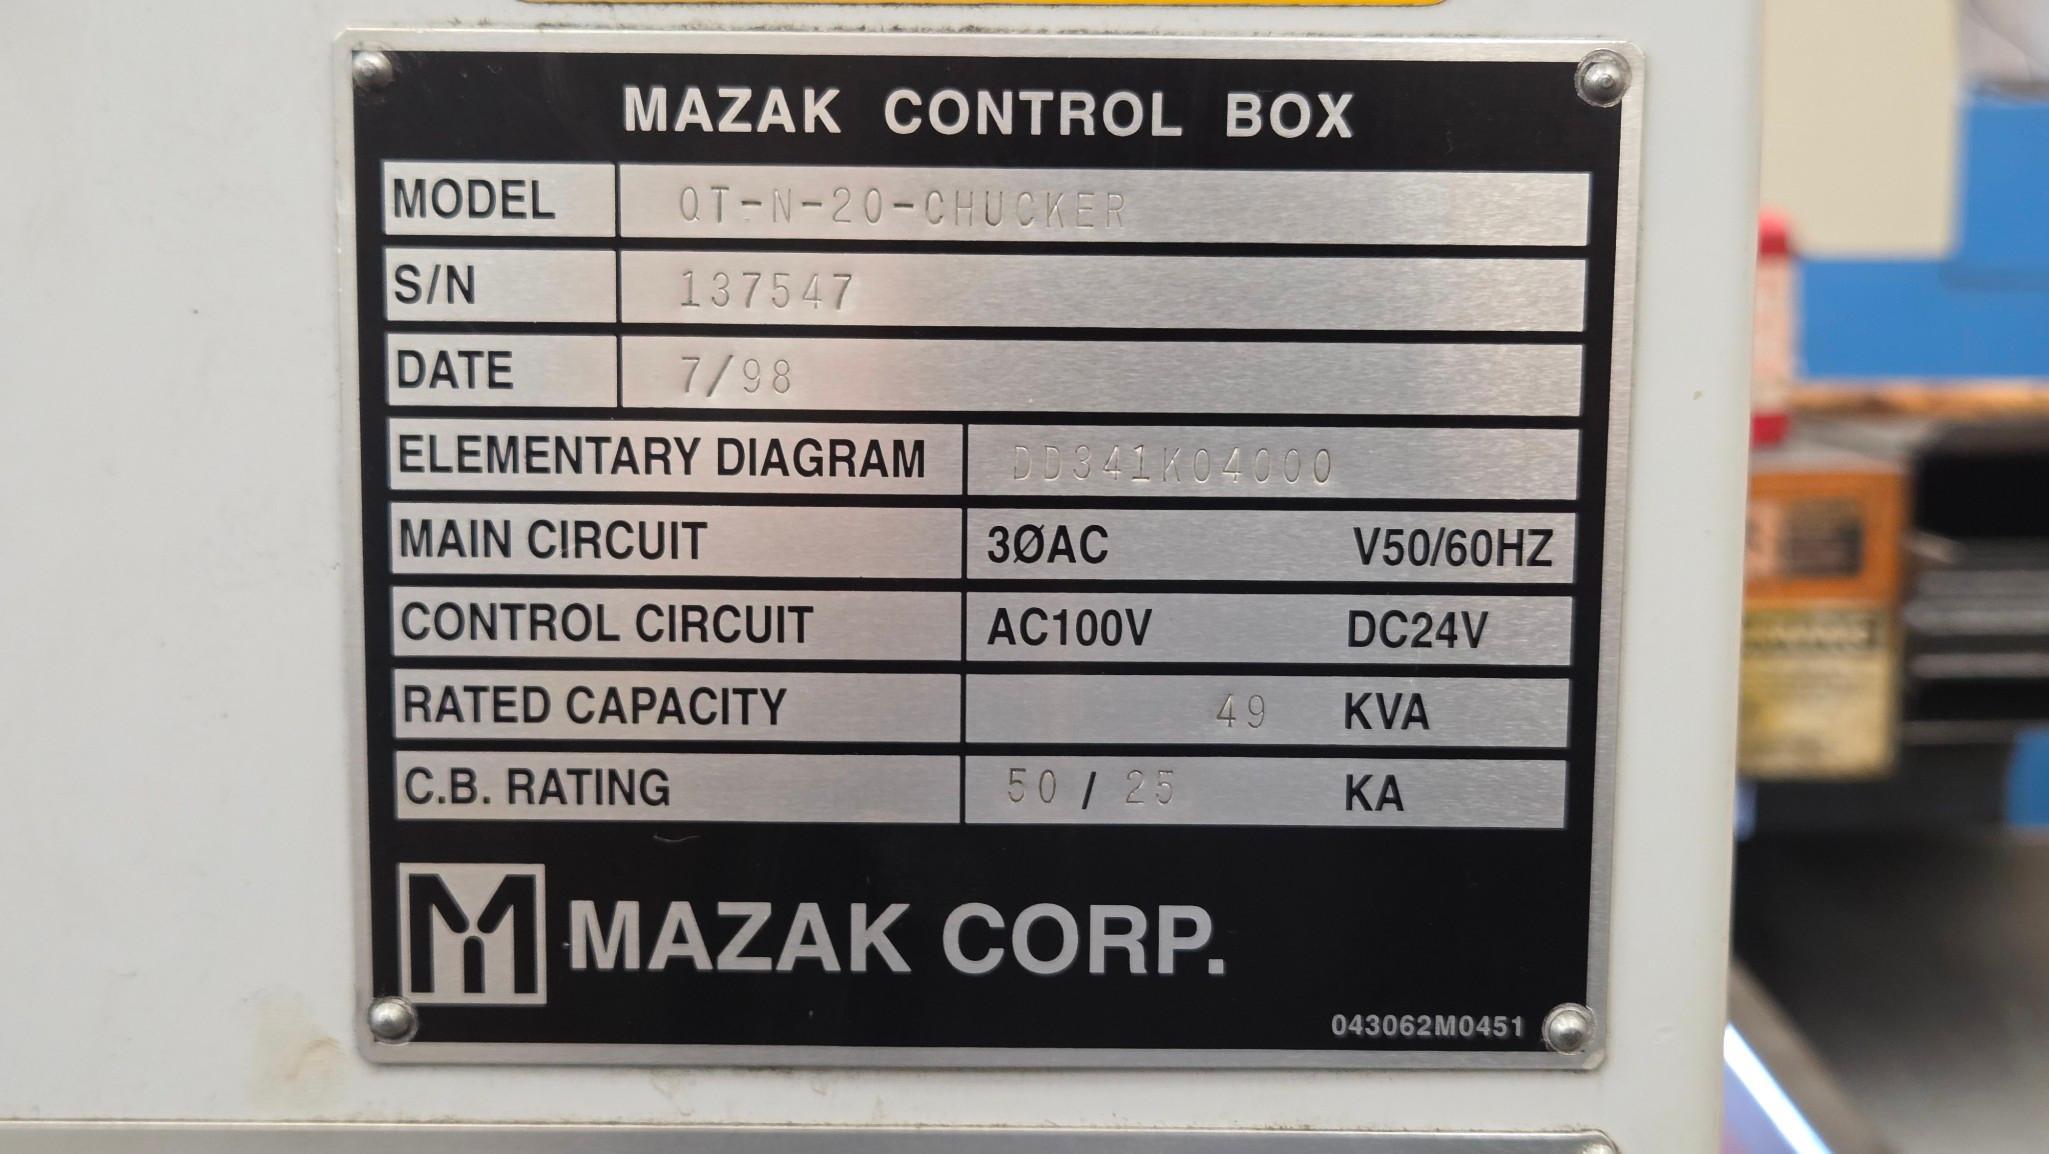 MAZAK CONTROL BOX
MODEL QT-N-20-CHUCKER
S/N 137547
DATE 7/98
ELEMENTARY DIAGRAM DD341K04000
MAIN CIRCUIT 3ØAC V50/60HZ
CONTROL CIRCUIT AC100V DC24V
RATED CAPACITY 49 KVA
C.B. RATING 50 / 25 KA
MAZAK CORP.
043062M0451